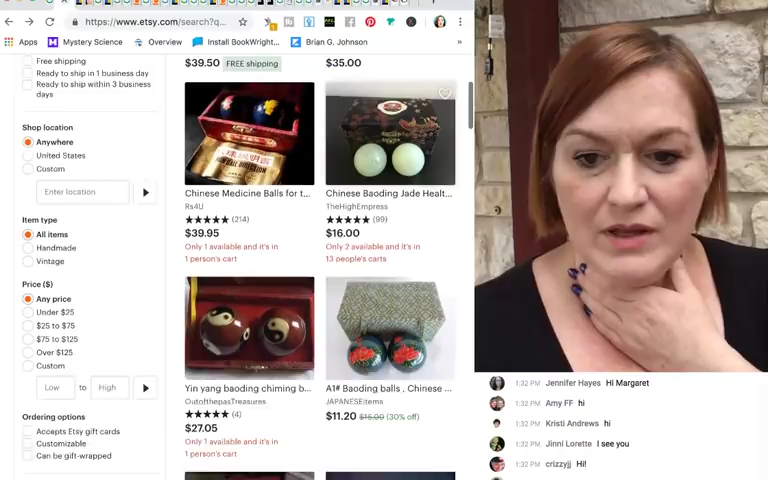 https://www.etsy.com/search?q...
Apps
Mystery Science
Overview
Install BookWright...
Brian G. Johnson
»
Free shipping
Ready to ship in 1 business day
Ready to ship within 3 business
days
Shop location
Anywhere
United States
Custom
Enter location
Item type
All items
Handmade
Vintage
Price ($)
Any price
Under $25
$25 to $75
$75 to $125
Over $125
Custom
Low
to
High
Ordering options
Accepts Etsy gift cards
Customizable
Can be gift-wrapped
$39.50 FREE shipping
$35.00
Chinese Medicine Balls for t...
Rs4U
★★★★★ (214)
$39.95
Only 1 available and it's in
1 person's cart
Chinese Baoding Jade Healt...
TheHighEmpress
★★★★★ (99)
$16.00
Only 2 available and it's in
13 people's carts
Yin yang baoding chiming b...
OutofthepasTreasures
★★★★★ (4)
$27.05
Only 1 available and it's in
1 person's cart
A1# Baoding balls , Chinese ...
JAPANESEitems
$11.20 $16.00 (30% off)
1:32 PM Jennifer Hayes Hi Margaret
1:32 PM Amy FF hi
1:32 PM Kristi Andrews hi
1:32 PM Jinni Lorette I see you
1:32 PM crizzyjj Hi!